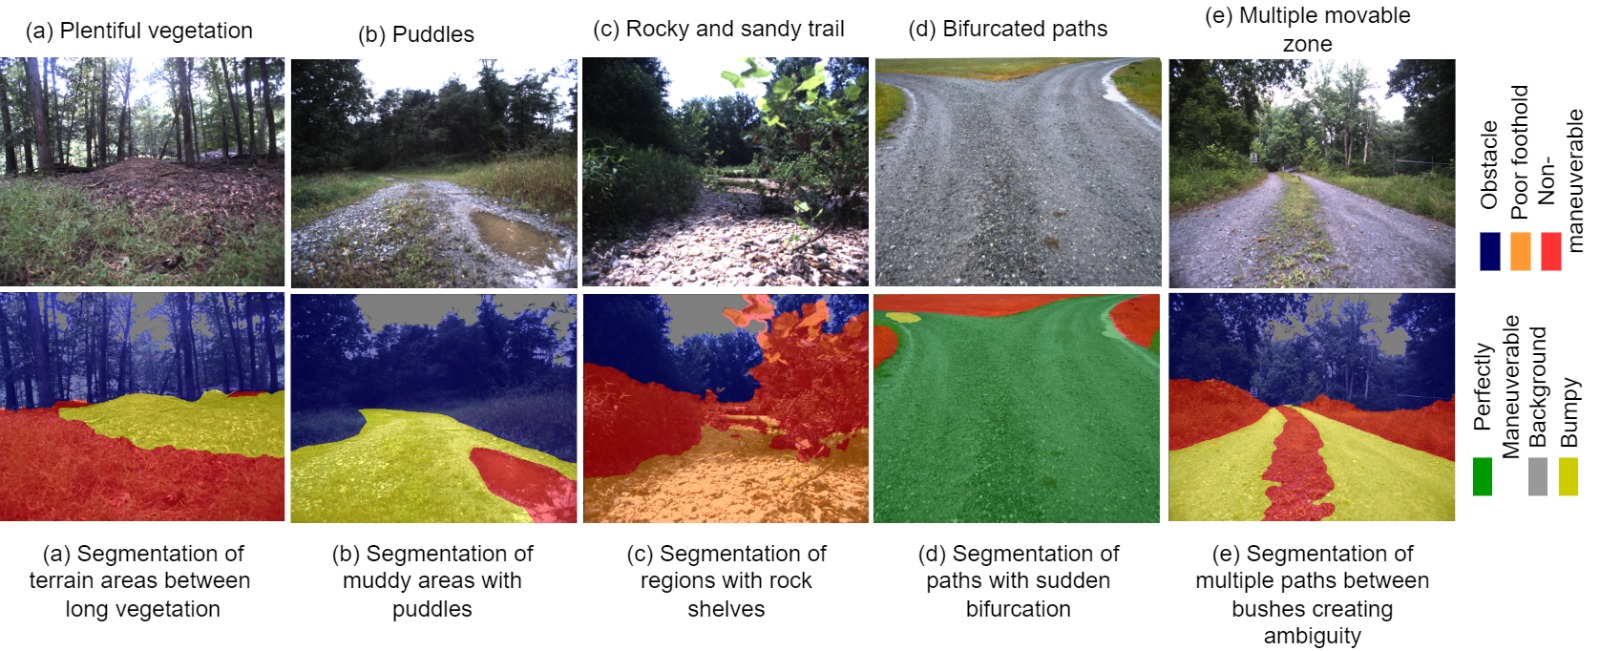 (a) Plentiful vegetation
(b) Puddles
(c) Rocky and sandy trail
(d) Bifurcated paths
(e) Multiple movable
zone
Obstacle
Poor foothold
Non-
maneuverable
Perfectly
Maneuverable
Background
Bumpy
(a) Segmentation of
terrain areas between
long vegetation
(b) Segmentation of
muddy areas with
puddles
(c) Segmentation of
regions with rock
shelves
(d) Segmentation of
paths with sudden
bifurcation
(e) Segmentation of
multiple paths between
bushes creating
ambiguity